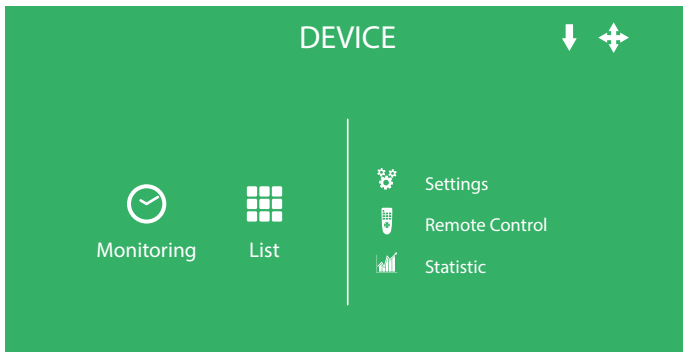 DEVICE
Monitoring
List
Settings
Remote Control
Statistic